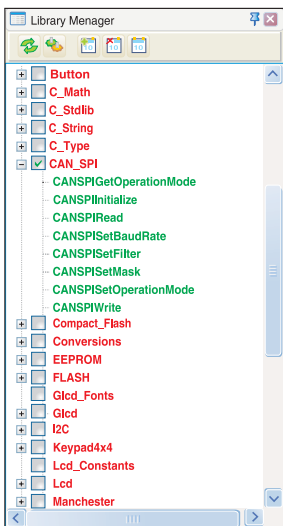 Library Menager
Button
C_Math
C_Stdlib
C_String
C_Type
CAN_SPI
CANSPIGetOperationMode
CANSPIInitialize
CANSPIRead
CANSPISetBaudRate
CANSPISetFilter
CANSPISetMask
CANSPISetOperationMode
CANSPIWrite
Compact_Flash
Conversions
EEPROM
FLASH
Glcd_Fonts
Glcd
I2C
Keypad4x4
Lcd_Constants
Lcd
Manchester